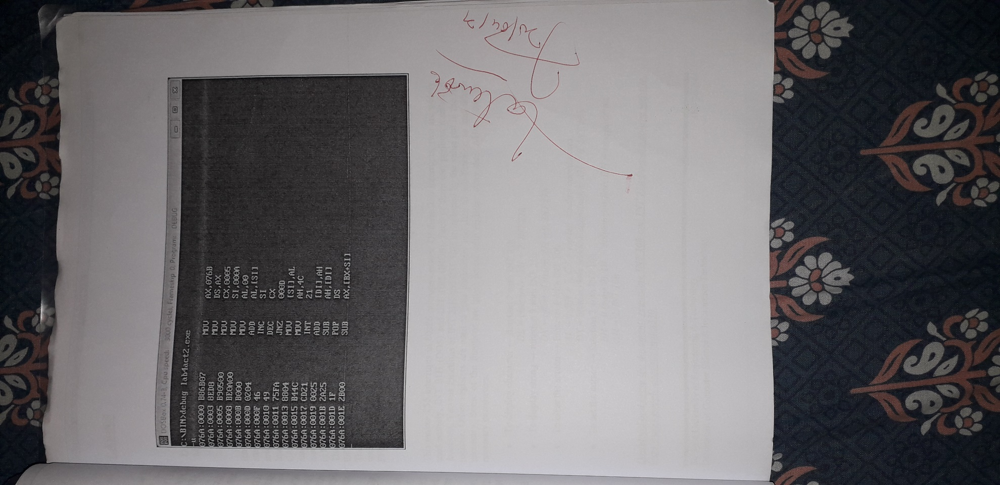 DOSBox 0.74-3, Cpu speed: 3000 cycles, Frameskip 0, Program: DEBUG
C:\BIN>debug lab4act2.exe
-u
076A:0000 B86B07 MOV AX,076B
076A:0003 8ED8 MOV DS,AX
076A:0005 B90500 MOV CX,0005
076A:0008 BE0A00 MOV SI,000A
076A:000B B000 MOV AL,00
076A:000D 0204 ADD AL,[SI]
076A:000F 46 INC SI
076A:0010 49 DEC CX
076A:0011 75FA JNZ 000D
076A:0013 8804 MOV [SI],AL
076A:0015 B44C MOV AH,4C
076A:0017 CD21 INT 21
076A:0019 0025 ADD [DI],AH
076A:001B 2A25 SUB AH,[DI]
076A:001D 1F POP DS
076A:001E 2B00 SUB AX,[BX+SI]